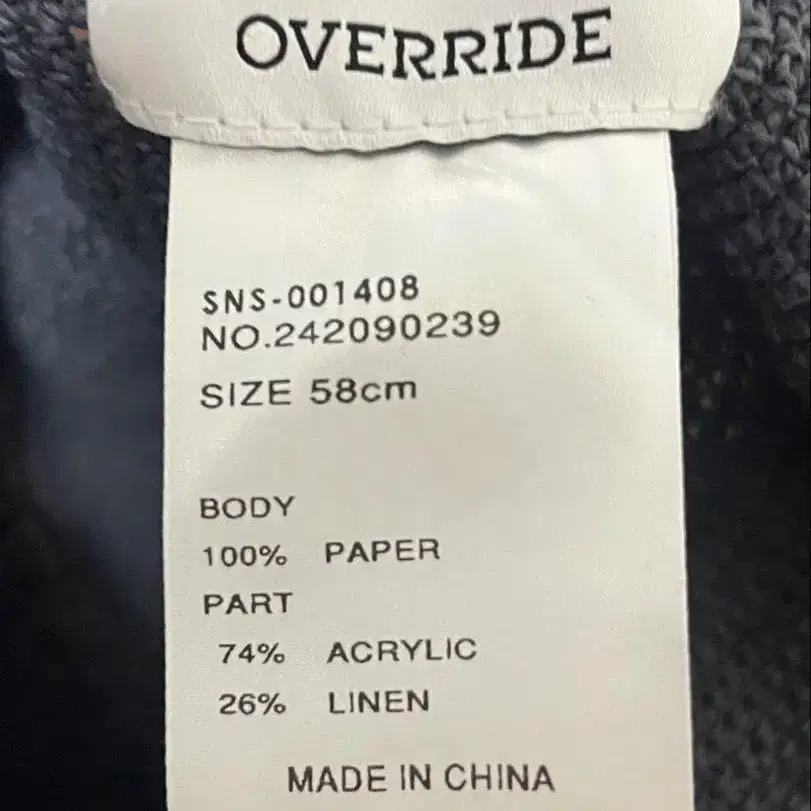 OVERRIDE
SNS-001408
NO.242090239
SIZE 58cm
BODY
100% PAPER
PART
74% ACRYLIC
26% LINEN
MADE IN CHINA